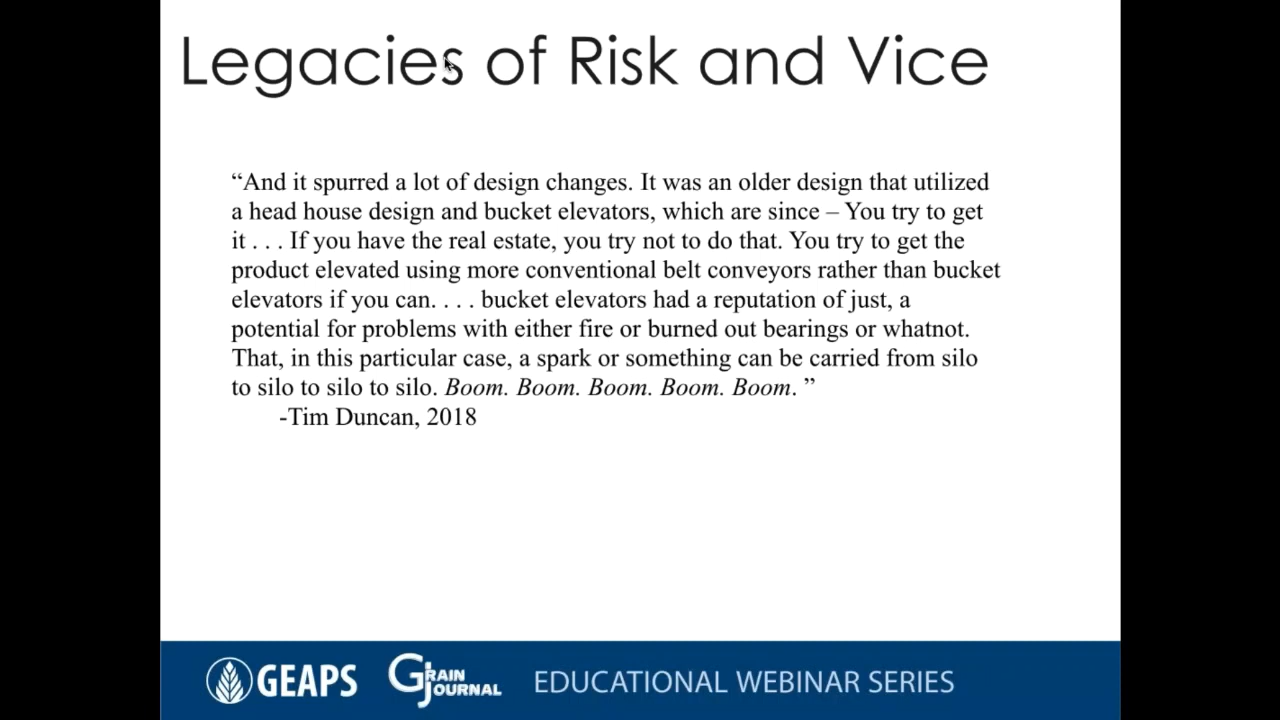 Legacies of Risk and Vice
“And it spurred a lot of design changes. It was an older design that utilized
a head house design and bucket elevators, which are since – You try to get
it . . . If you have the real estate, you try not to do that. You try to get the
product elevated using more conventional belt conveyors rather than bucket
elevators if you can. . . . bucket elevators had a reputation of just, a
potential for problems with either fire or burned out bearings or whatnot.
That, in this particular case, a spark or something can be carried from silo
to silo to silo to silo. Boom. Boom. Boom. Boom. Boom. ”
-Tim Duncan, 2018
GEAPS GRAIN JOURNAL EDUCATIONAL WEBINAR SERIES